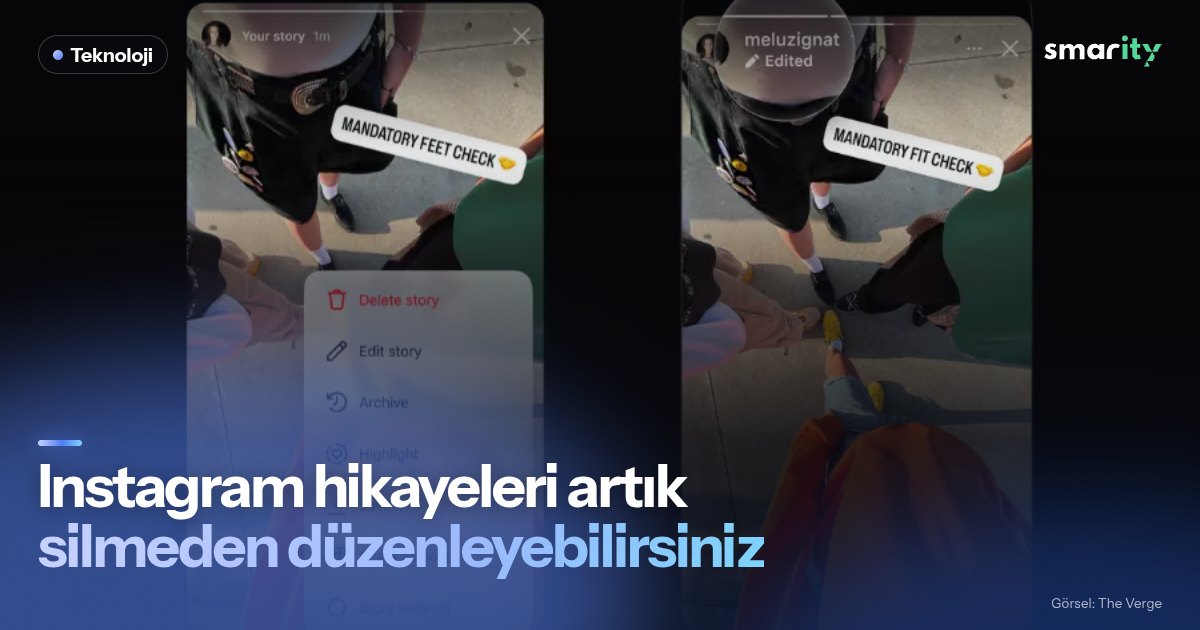 Teknoloji
smarity
Your story 1m
MANDATORY FEET CHECK
Delete story
Edit story
Archive
Highlight
Story settings
meluzignat
Edited
MANDATORY FIT CHECK
Instagram hikayeleri artık
silmeden düzenleyebilirsiniz
Görsel: The Verge